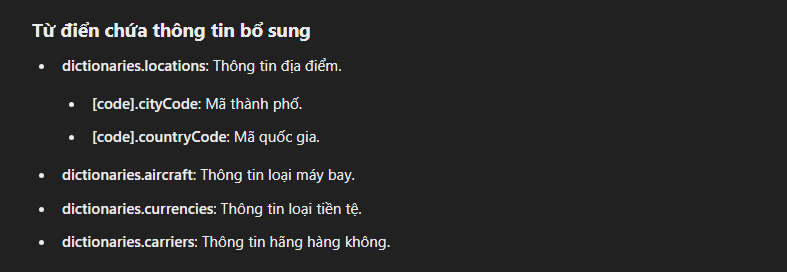 Từ điển chứa thông tin bổ sung
dictionaries.locations: Thông tin địa điểm.
[code].cityCode: Mã thành phố.
[code].countryCode: Mã quốc gia.
dictionaries.aircraft: Thông tin loại máy bay.
dictionaries.currencies: Thông tin loại tiền tệ.
dictionaries.carriers: Thông tin hãng hàng không.